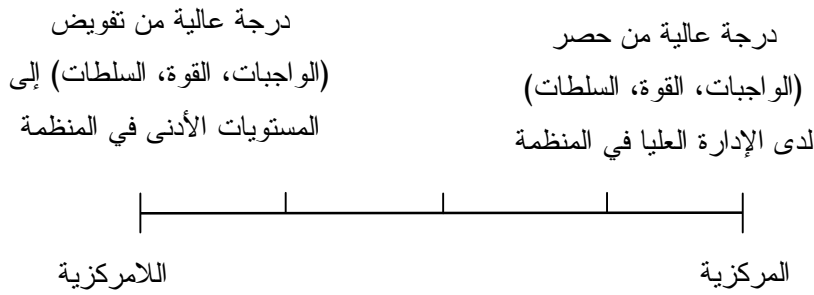 درجة عالية من حصر
(الواجبات، القوة، السلطات)
لدى الإدارة العليا في المنظمة
درجة عالية من تفويض
(الواجبات، القوة، السلطات) إلى
المستويات الأدنى في المنظمة
المركزية
اللامركزية